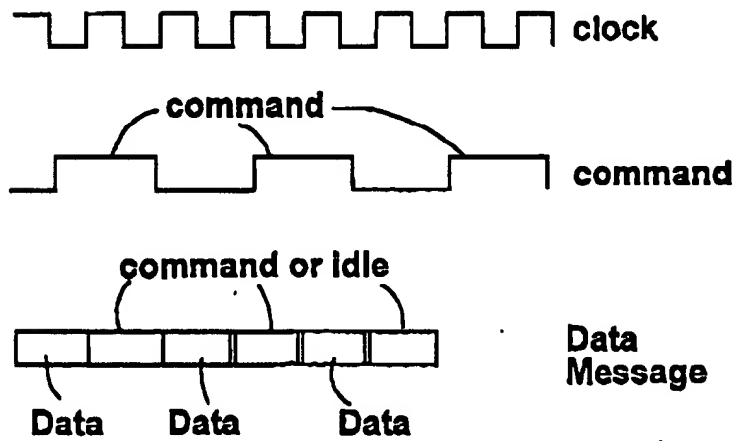 clock
command
command
command or idle
Data
Message
Data Data Data